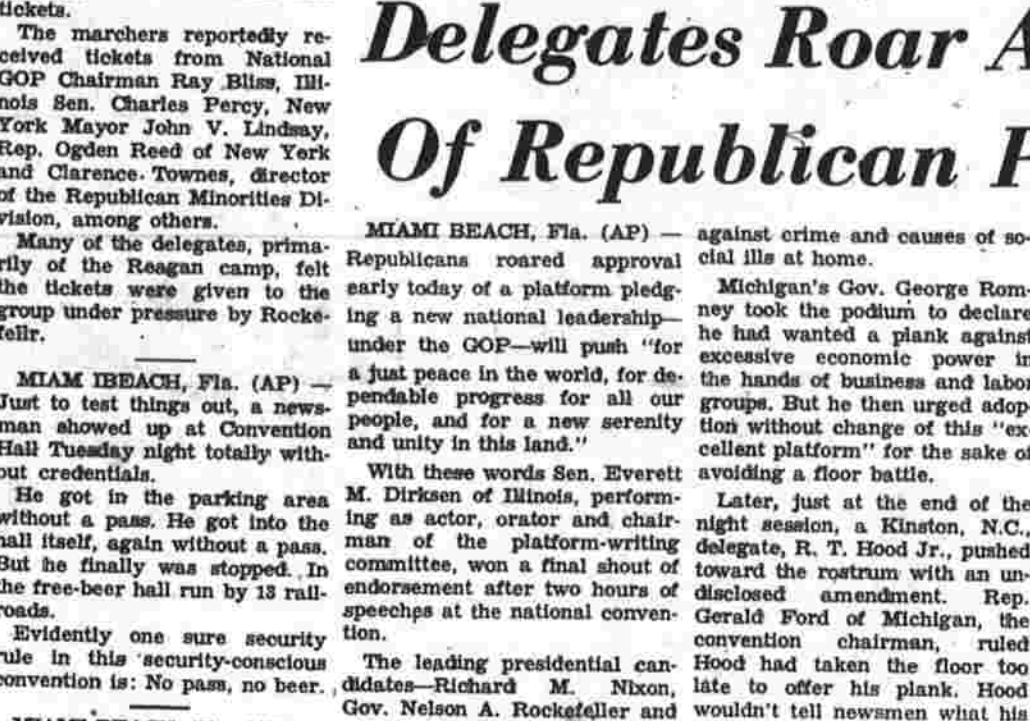 tickets.
The marchers reportedly re-
ceived tickets from National
GOP Chairman Ray Bliss, Illi-
nois Sen. Charles Percy, New
York Mayor John V. Lindsay,
Rep. Ogden Reed of New York
and Clarence Townes, director
of the Republican Minorities Di-
vision, among others.
Many of the delegates, prima-
rily of the Reagan camp, felt
the tickets were given to the
group under pressure by Rocke-
fellr.
MIAM IBEACH, Fla. (AP) —
Just to test things out, a news-
man showed up at Convention
Hall Tuesday night totally with-
out credentials.
He got in the parking area
without a pass. He got into the
hall itself, again without a pass.
But he finally was stopped. In
the free-beer hall run by 13 rail-
roads.
Evidently one sure security
rule in this security-conscious
convention is: No pass, no beer.
MIAMI BEACH
Delegates Roar A
Of Republican
MIAMI BEACH, Fla. (AP) —
Republicans roared approval
early today of a platform pledg-
ing a new national leadership—
under the GOP—will push "for
a just peace in the world, for de-
pendable progress for all our
people, and for a new serenity
and unity in this land."
With these words Sen. Everett
M. Dirksen of Illinois, perform-
ing as actor, orator and chair-
man of the platform-writing
committee, won a final shout of
endorsement after two hours of
speeches at the national conven-
tion.
The leading presidential can-
didates—Richard M. Nixon,
Gov. Nelson A. Rockefeller and
against crime and causes of so-
cial ills at home.
Michigan's Gov. George Rom-
ney took the podium to declare
he had wanted a plank against
excessive economic power in
the hands of business and labor
groups. But he then urged adop-
tion without change of this "ex-
cellent platform" for the sake of
avoiding a floor battle.
Later, just at the end of the
night session, a Kinston, N.C.,
delegate, R. T. Hood Jr., pushed
toward the rostrum with an un-
disclosed amendment. Rep.
Gerald Ford of Michigan, the
convention chairman, ruled
Hood had taken the floor too
late to offer his plank. Hood
wouldn't tell newsmen what his